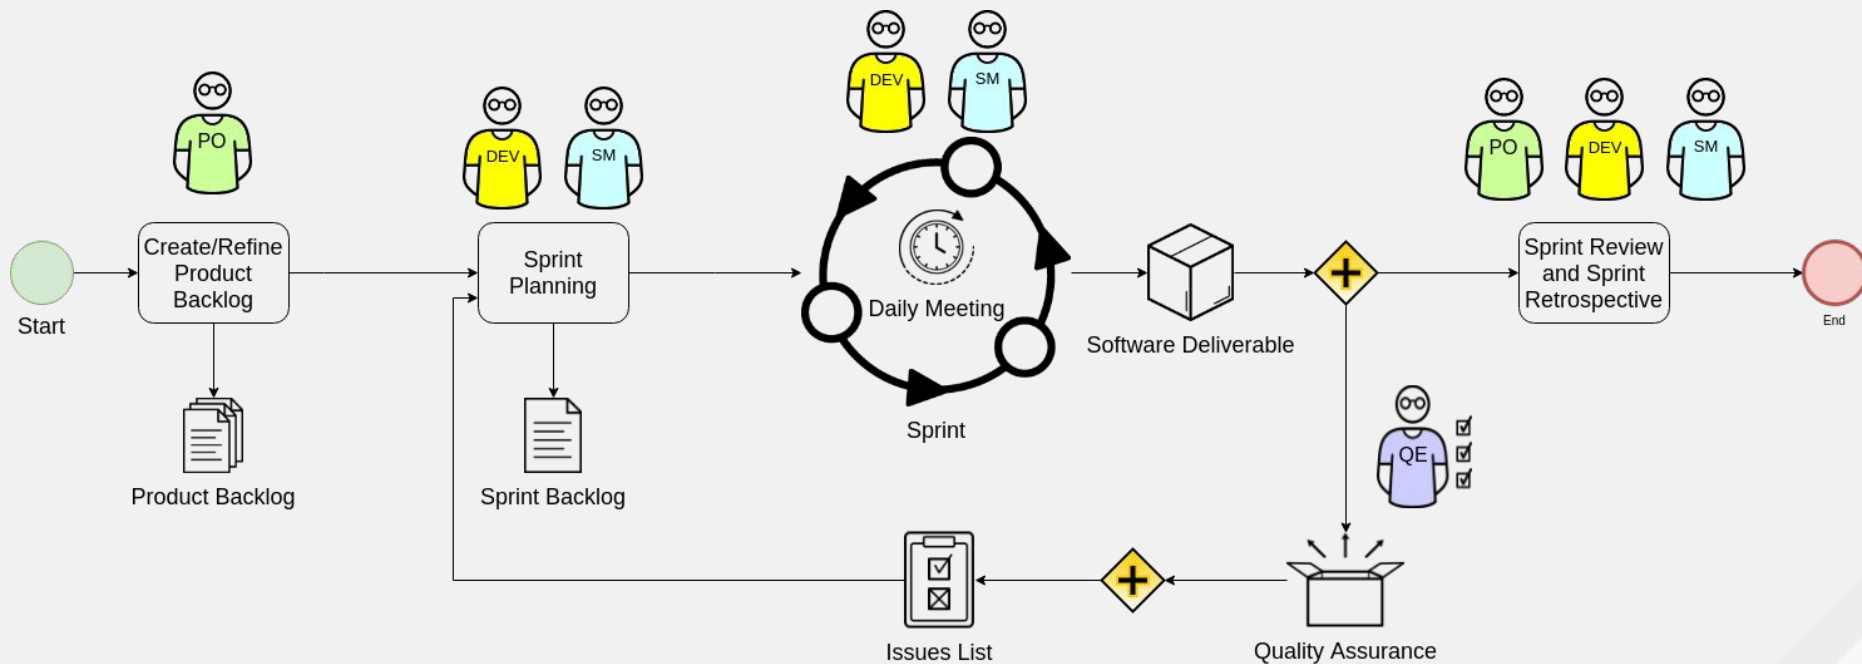 DEV
SM
PO
DEV
SM
PO
DEV
SM
Create/Refine
Product
Backlog
Sprint
Planning
Daily Meeting
Sprint Review
and Sprint
Retrospective
Start
End
Software Deliverable
Sprint
QE
Product Backlog
Sprint Backlog
Issues List
Quality Assurance